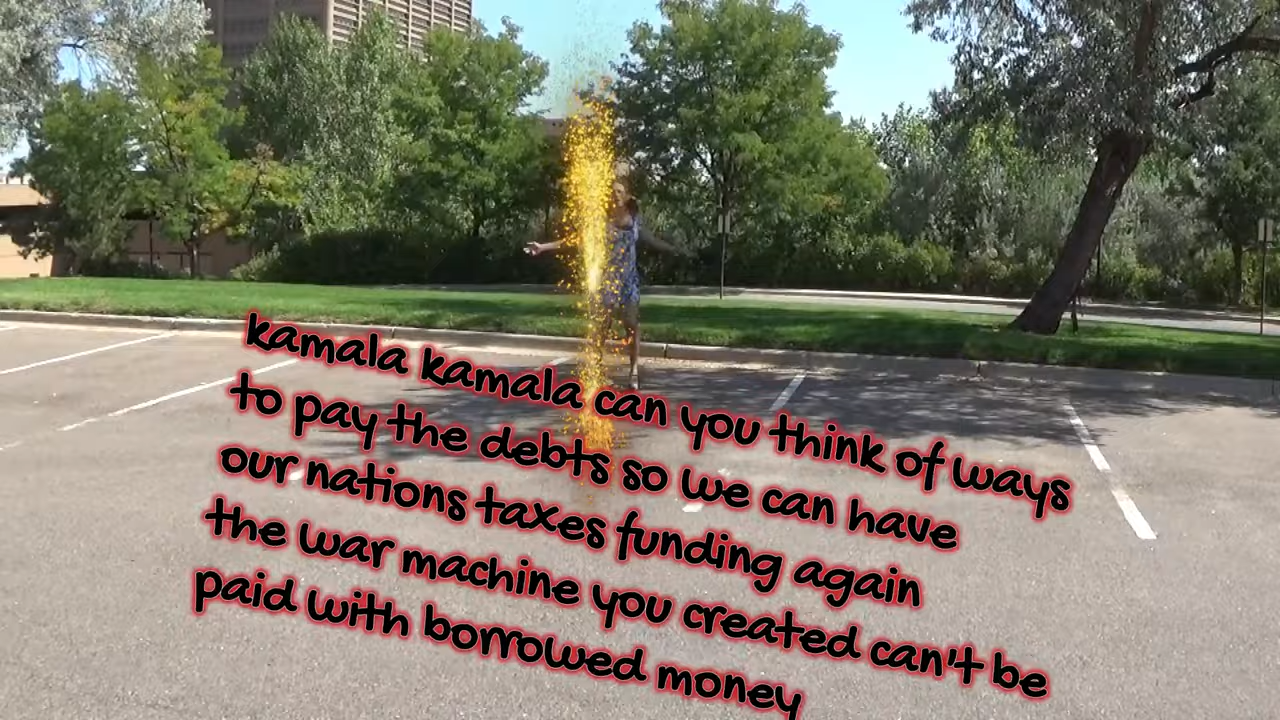 kamala kamala can you think of ways
to pay the debts so we can have
our nations taxes funding again
the war machine you created can't be
paid with borrowed money